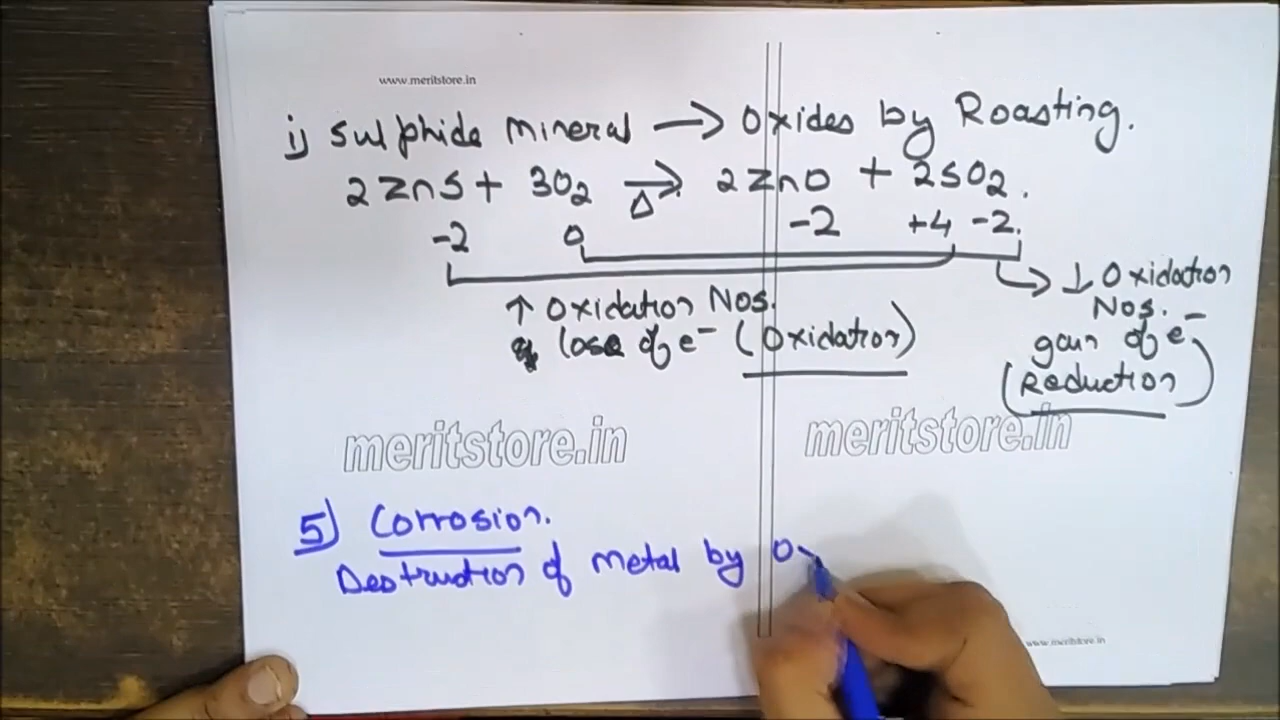 www.meritstore.in
i) sulphide mineral → Oxides by Roasting.
2ZnS + 3O₂ →Δ 2ZnO + 2SO₂.
-2 0 -2 +4 -2.
↑ Oxidation Nos.
lose of e⁻ (Oxidation)
↓ Oxidation
Nos.
gain of e⁻
(Reduction)
meritstore.in meritstore.in
5) Corrosion.
Destruction of metal by
www.meritstore.in